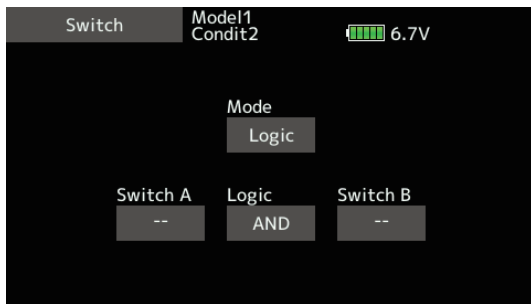 Switch
Model1
Condit2
6.7V
Mode
Logic
Switch A Logic Switch B
-- AND --